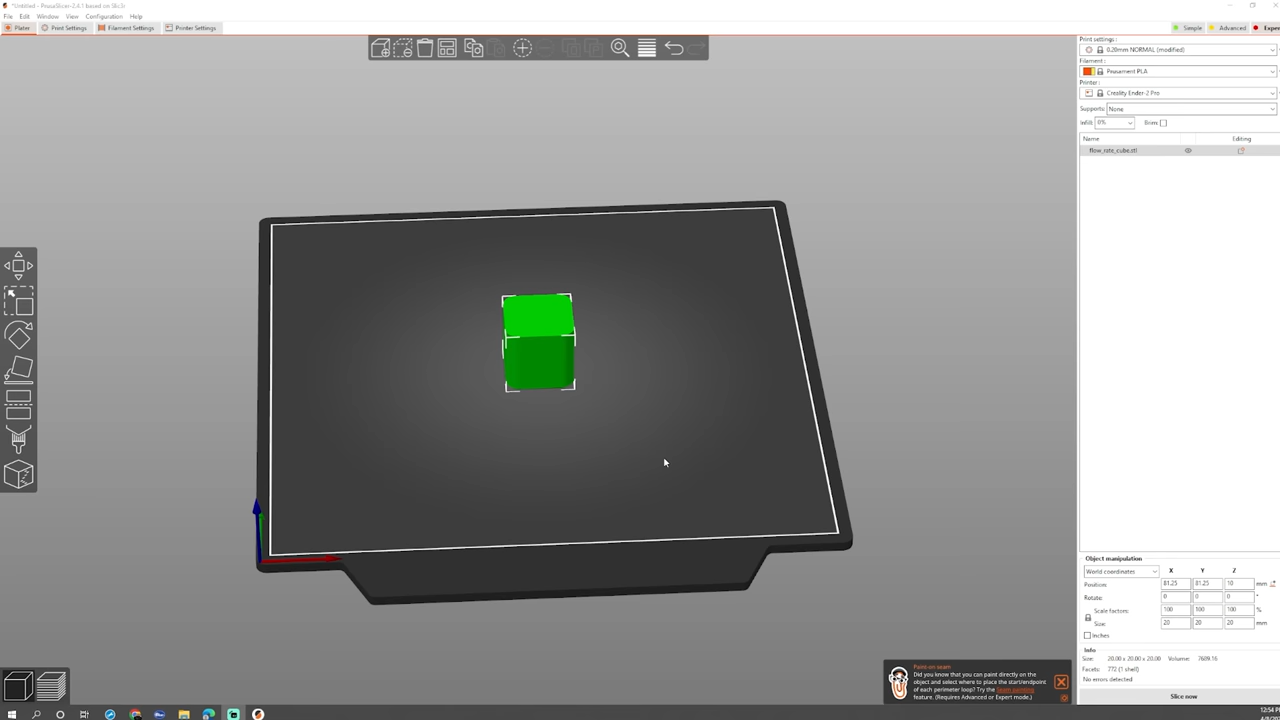 *Untitled - PrusaSlicer-2.4.1 based on Slic3r
File Edit Window View Configuration Help
Plater Print Settings Filament Settings Printer Settings
Simple Advanced Exper
Print settings :
0.20mm NORMAL (modified)
Filament :
Prusament PLA
Printer :
Creality Ender-2 Pro
Supports: None
Infill: 0% Brim:
Name Editing
flow_rate_cube.stl
Object manipulation
World coordinates X Y Z
Position: 81.25 81.25 10 mm
Rotate: 0 0 0 °
Scale factors: 100 100 100 %
Size: 20 20 20 mm
Inches
Info
Size: 20.00 x 20.00 x 20.00 Volume: 7689.16
Facets: 772 (1 shell)
No errors detected
Paint-on seam
Did you know that you can paint directly on the
object and select where to place the start/endpoint
of each perimeter loop? Try the Seam painting
feature. (Requires Advanced or Expert mode.)
Slice now
12:54 P